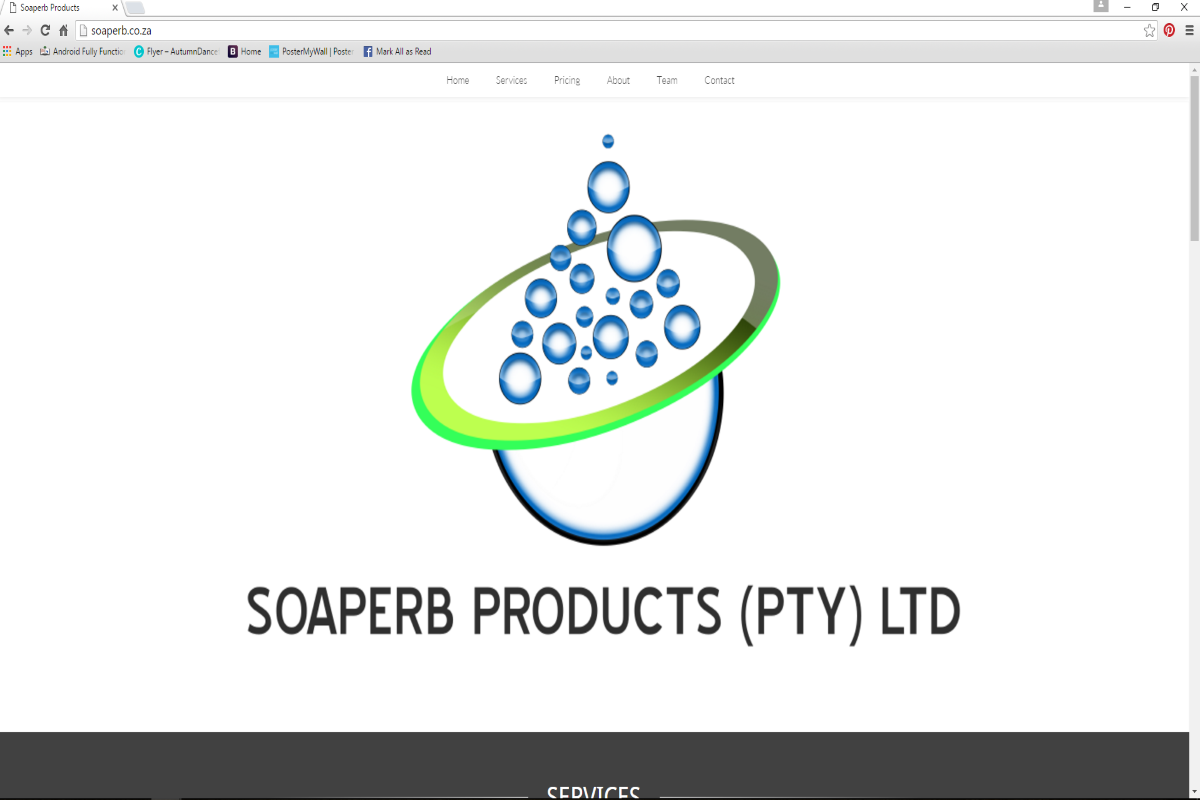 Soaperb Products
soaperb.co.za
Apps Android Fully Functio Flyer – AutumnDance B Home PosterMyWall | Poster Mark All as Read
Home Services Pricing About Team Contact
SOAPERB PRODUCTS (PTY) LTD
SERVICES